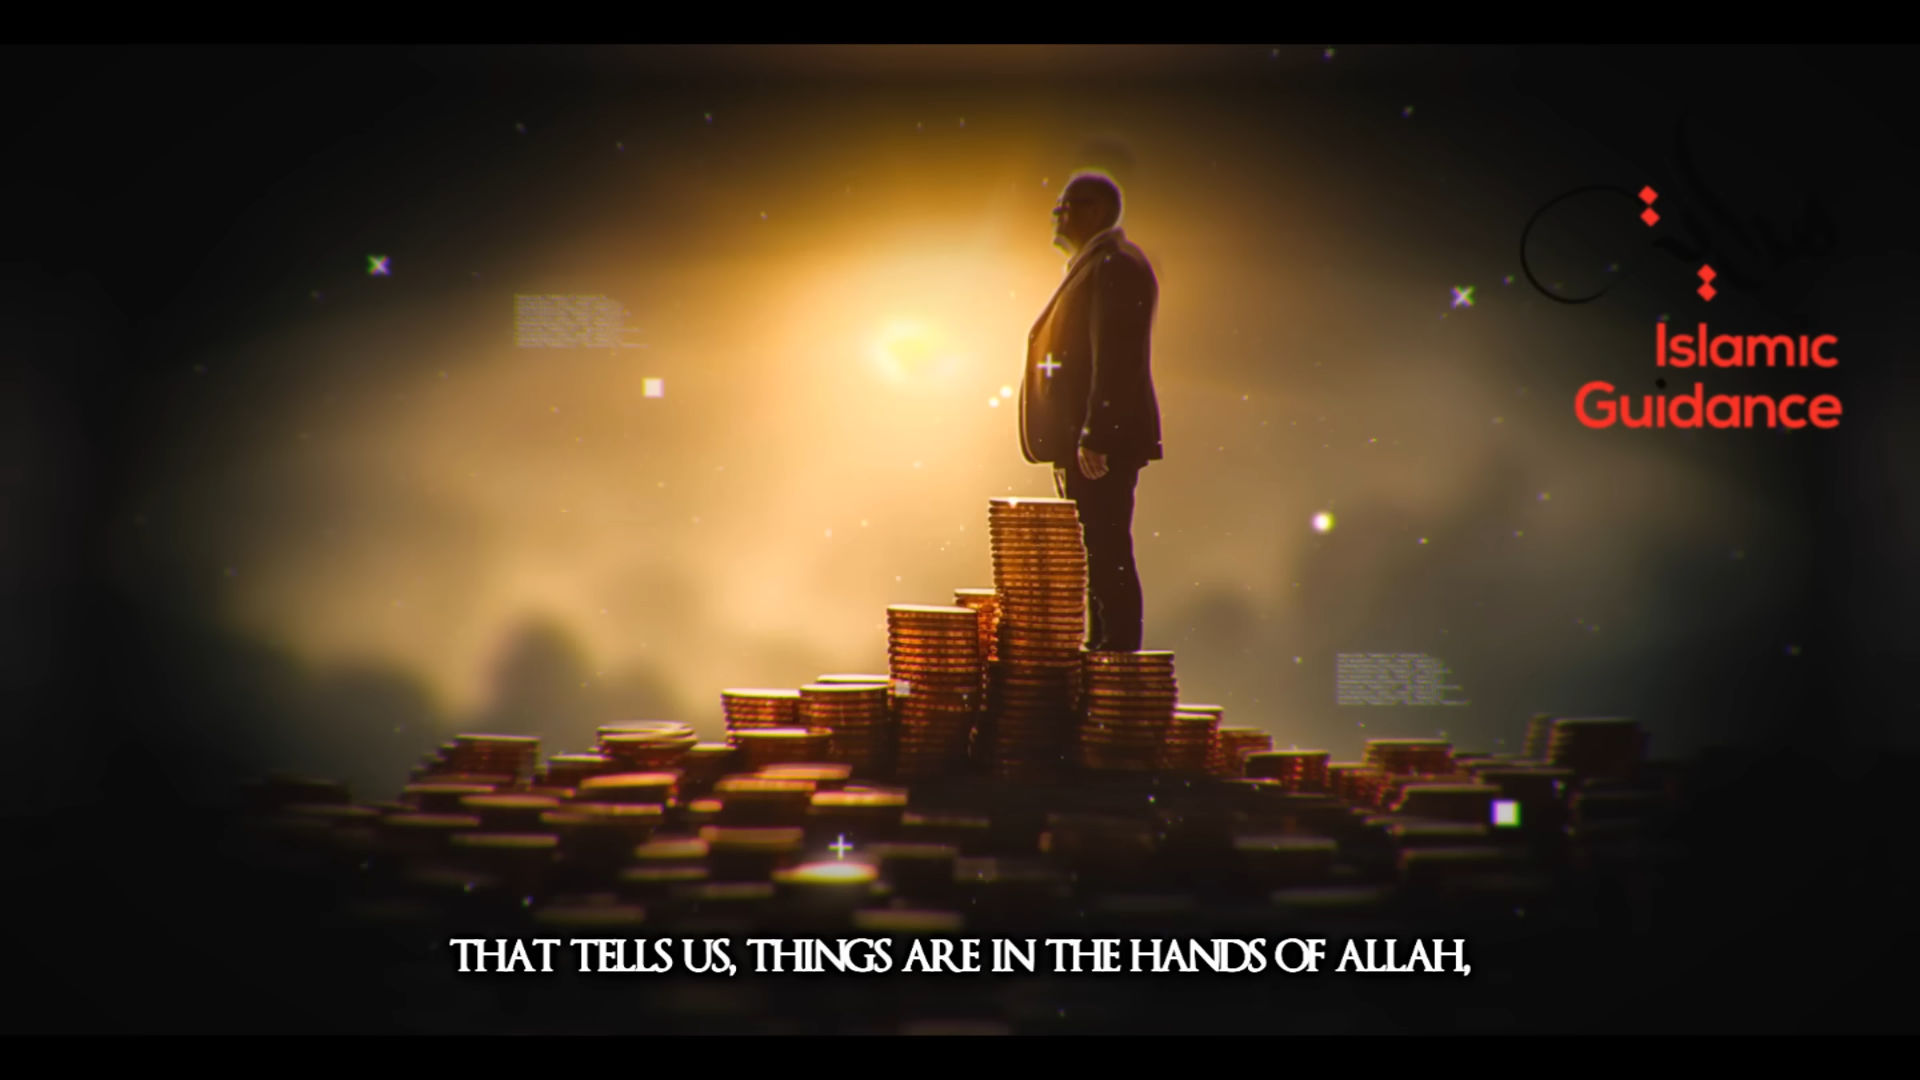 Islamic
Guidance
THAT TELLS US, THINGS ARE IN THE HANDS OF ALLAH,